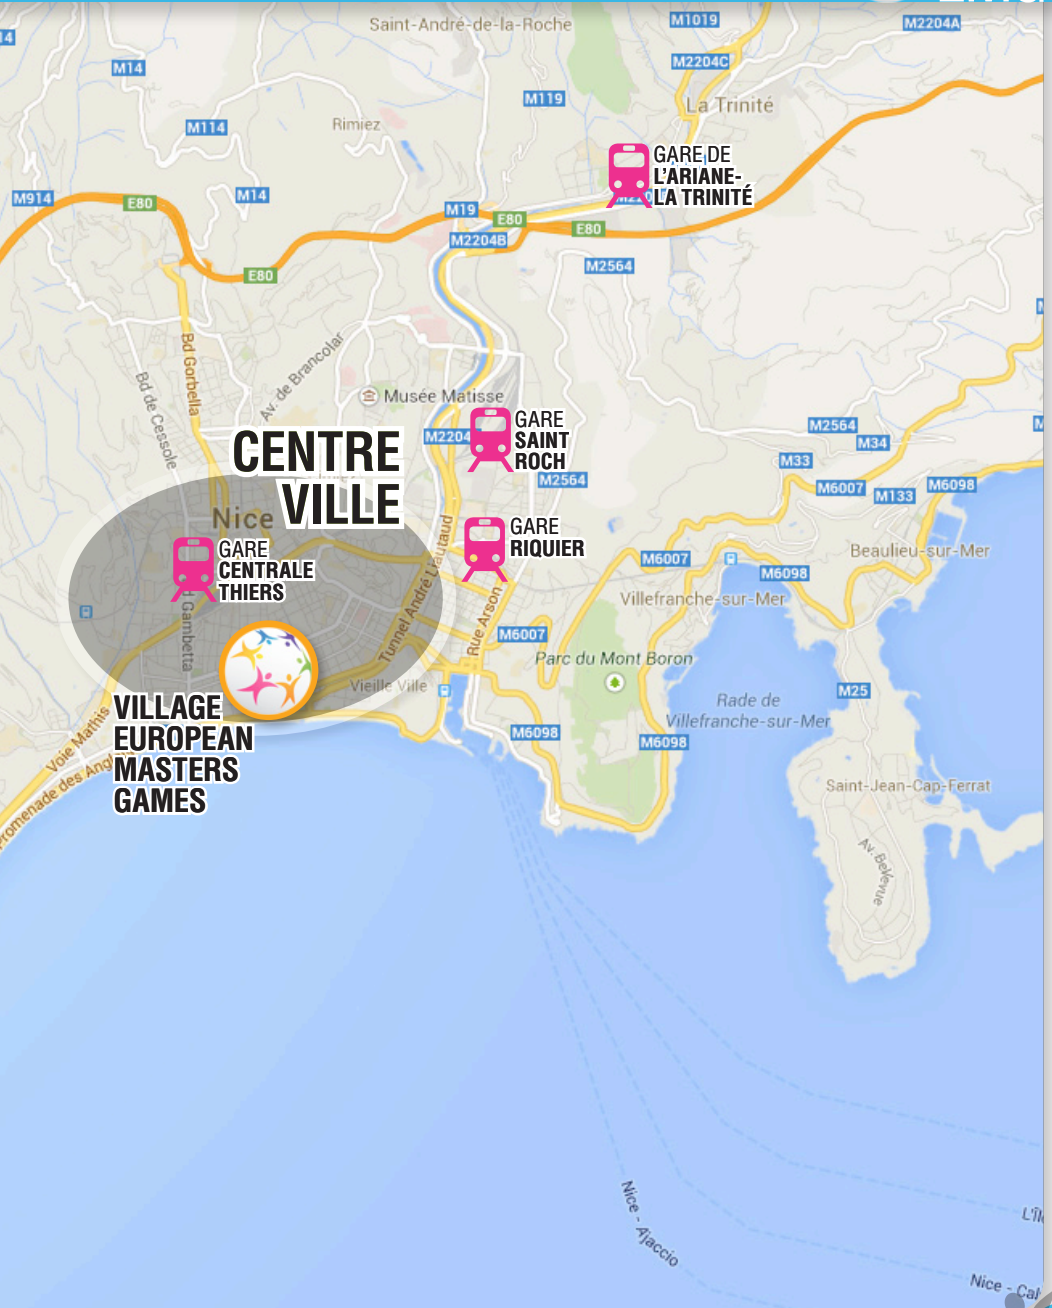 Saint-André-de-la-Roche
M1019
M2204A
14
M14
M2204C
M119
La Trinité
M114
Rimiez
GARE DE
L'ARIANE-
LA TRINITÉ
M914
E80
M14
M19
E80
E80
M2204B
M2564
E80
Bd Gorbella
Av. de Brancolar
Bd de Cessole
Musée Matisse
GARE
SAINT
ROCH
M2204
M2564
M34
M33
M2564
M6007
M133
M6098
CENTRE
VILLE
Nice
GARE
CENTRALE
THIERS
GARE
RIQUIER
M6007
M6098
Beaulieu-sur-Mer
Villefranche-sur-Mer
Gambetta
Tunnel André Liautaud
Rue Arson
M6007
Parc du Mont Boron
Vieille Ville
M25
Rade de
Villefranche-sur-Mer
M6098
M6098
VILLAGE
EUROPEAN
MASTERS
GAMES
Voie Mathis
Promenade des Angl
Saint-Jean-Cap-Ferrat
Av. Bellevue
Nice - Ajaccio
L'Îl
Nice - Cal